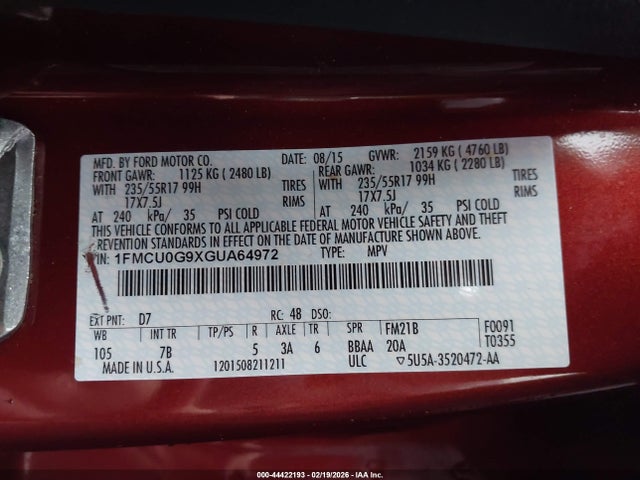 MFD. BY FORD MOTOR CO. DATE: 08/15 GVWR: 2159 KG ( 4760 LB)
FRONT GAWR: 1125 KG ( 2480 LB) REAR GAWR: 1034 KG ( 2280 LB)
WITH 235/55R17 99H TIRES WITH 235/55R17 99H TIRES
17X7.5J RIMS 17X7.5J RIMS
AT 240 kPa/ 35 PSI COLD AT 240 kPa/ 35 PSI COLD
THIS VEHICLE CONFORMS TO ALL APPLICABLE FEDERAL MOTOR VEHICLE SAFETY AND THEFT
PREVENTION STANDARDS IN EFFECT ON THE DATE OF MANUFACTURE SHOWN ABOVE.
1FMCU0G9XGUA64972 TYPE: MPV
EXT PNT: D7 RC: 48 DSO:
WB INT TR TP/PS R AXLE TR SPR FM21B F0091
105 7B 5 3A 6 BBAA 20A T0355
MADE IN U.S.A. 1201508211211 ULC 5U5A-3520472-AA
000-44422193 - 02/19/2026 - IAA Inc.